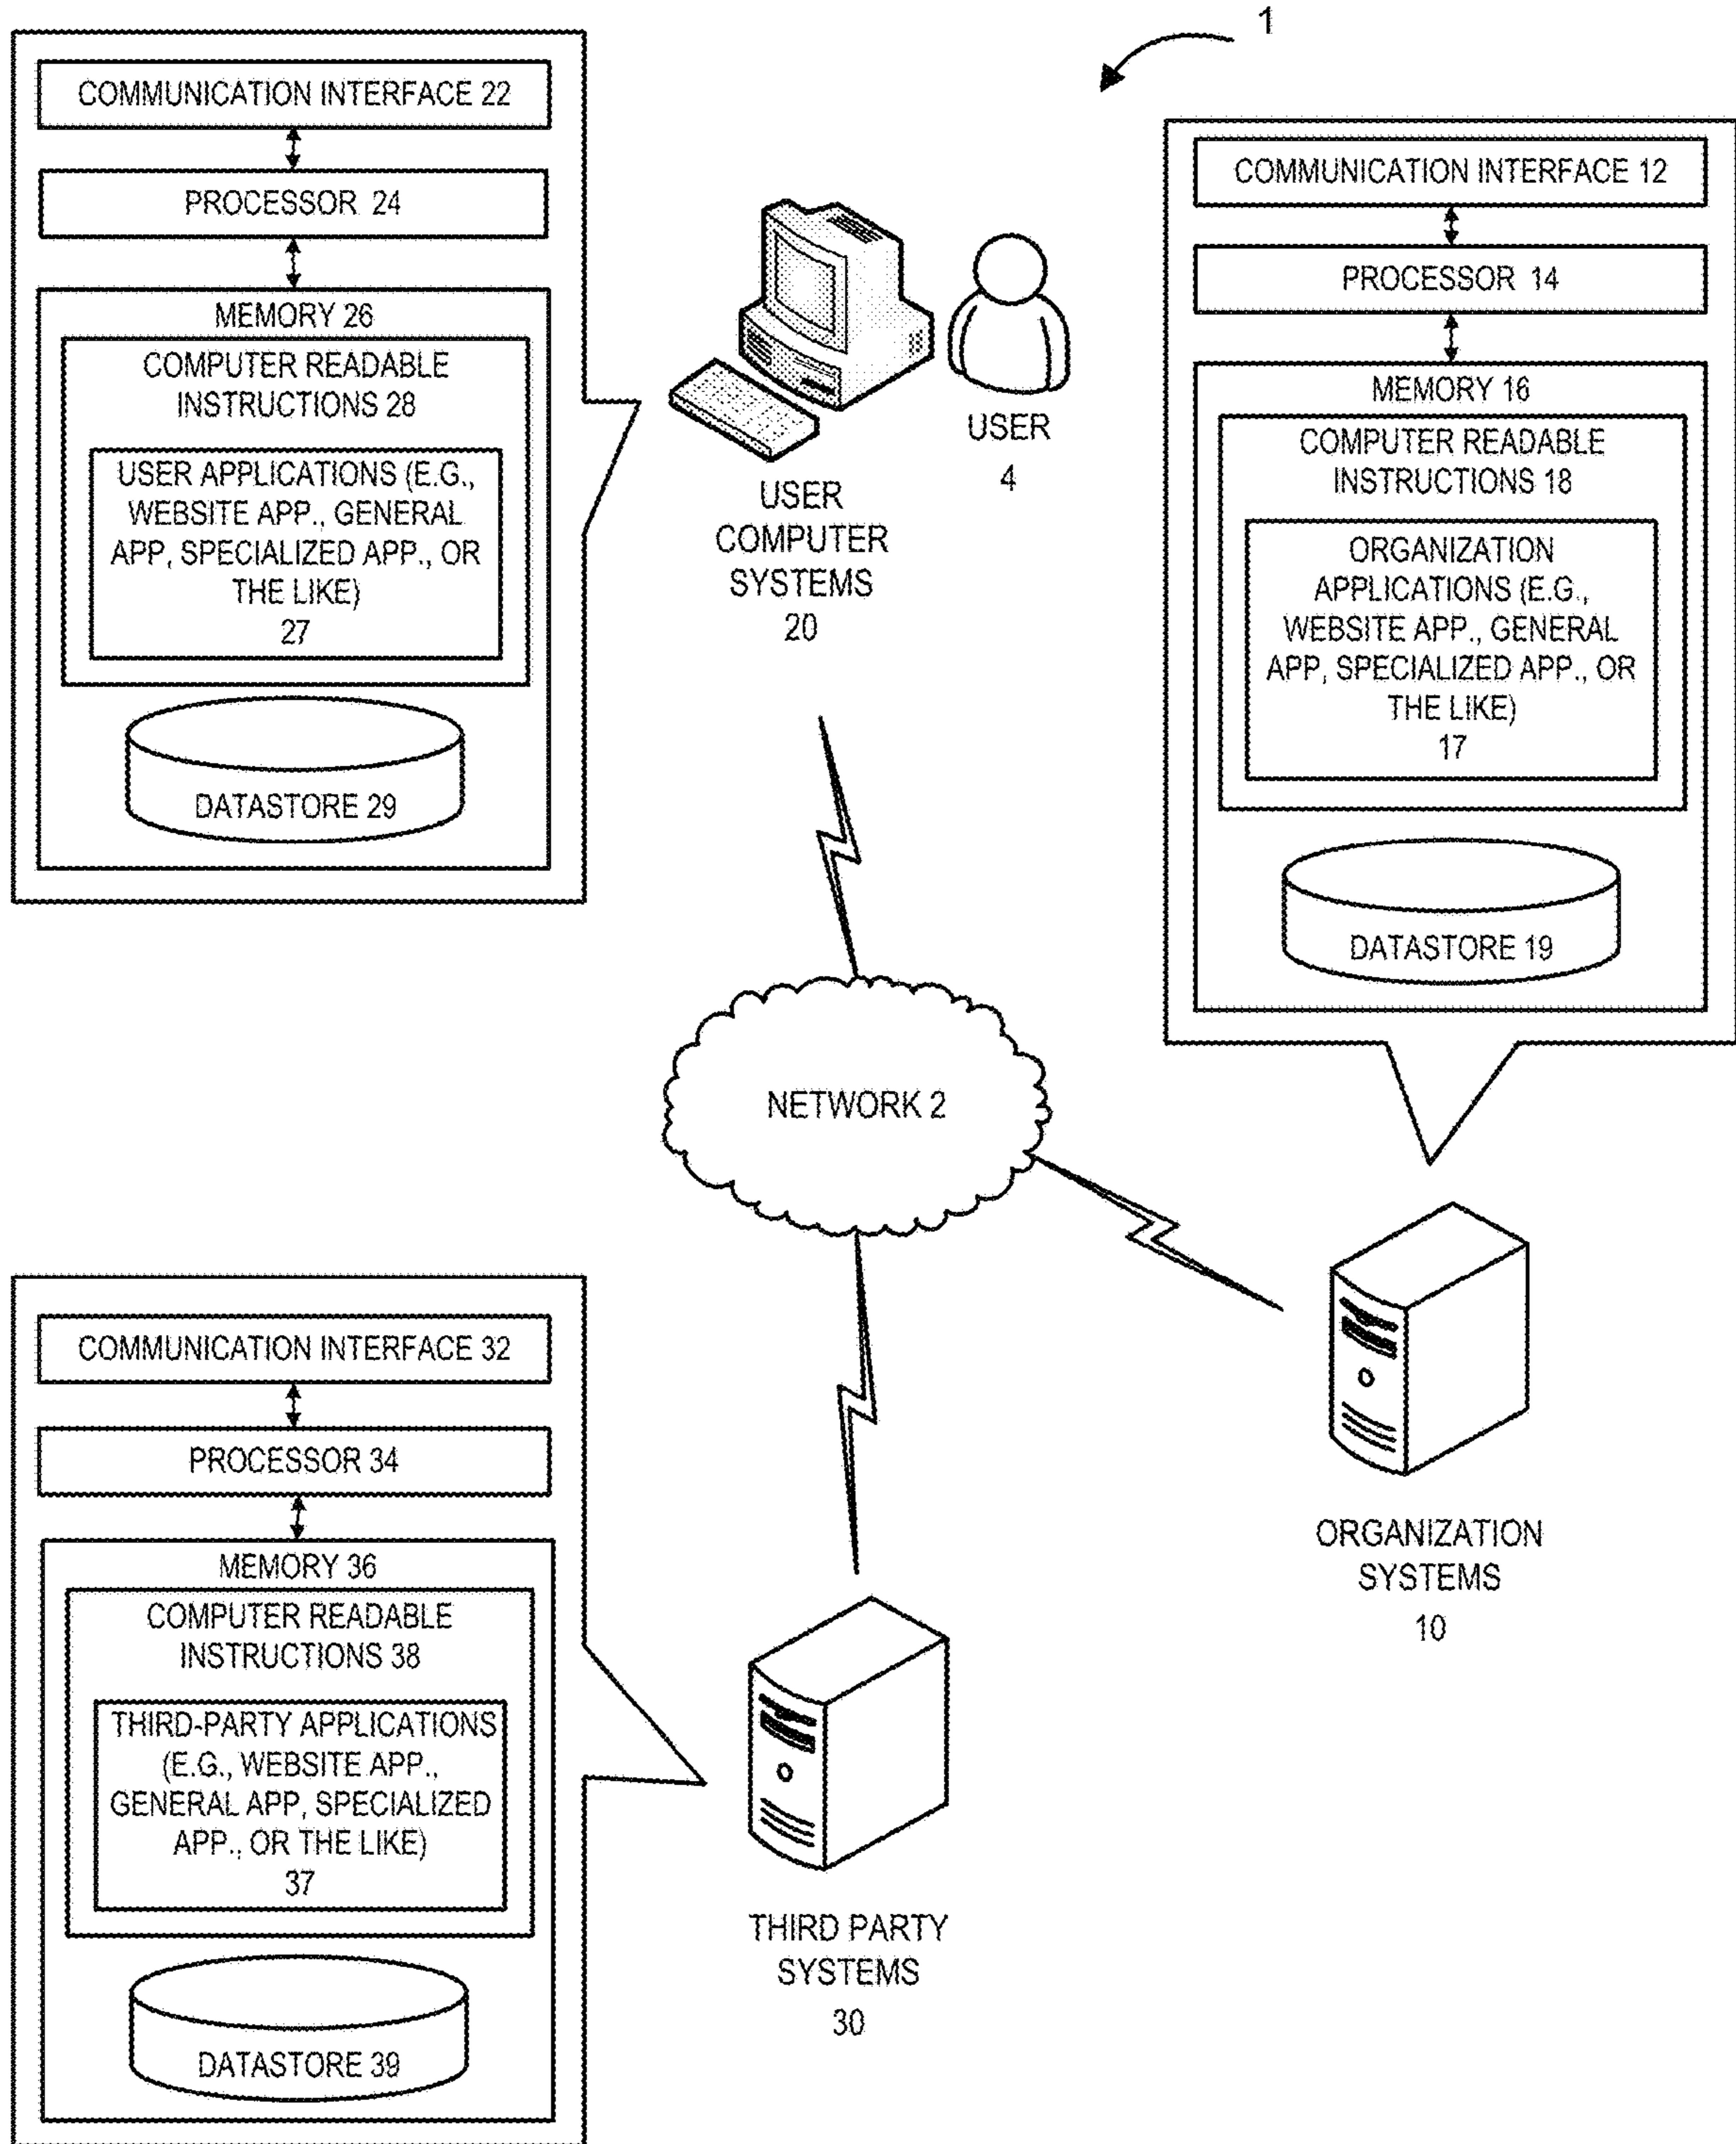 1
COMMUNICATION INTERFACE 22
PROCESSOR 24
MEMORY 26
COMPUTER READABLE
INSTRUCTIONS 28
USER APPLICATIONS (E.G.,
WEBSITE APP., GENERAL
APP, SPECIALIZED APP., OR
THE LIKE)
27
DATASTORE 29
USER
COMPUTER
SYSTEMS
20
USER
4
COMMUNICATION INTERFACE 12
PROCESSOR 14
MEMORY 16
COMPUTER READABLE
INSTRUCTIONS 18
ORGANIZATION
APPLICATIONS (E.G.,
WEBSITE APP., GENERAL
APP, SPECIALIZED APP., OR
THE LIKE)
17
DATASTORE 19
NETWORK 2
ORGANIZATION
SYSTEMS
10
COMMUNICATION INTERFACE 32
PROCESSOR 34
MEMORY 36
COMPUTER READABLE
INSTRUCTIONS 38
THIRD-PARTY APPLICATIONS
(E.G., WEBSITE APP.,
GENERAL APP, SPECIALIZED
APP., OR THE LIKE)
37
DATASTORE 39
THIRD PARTY
SYSTEMS
30